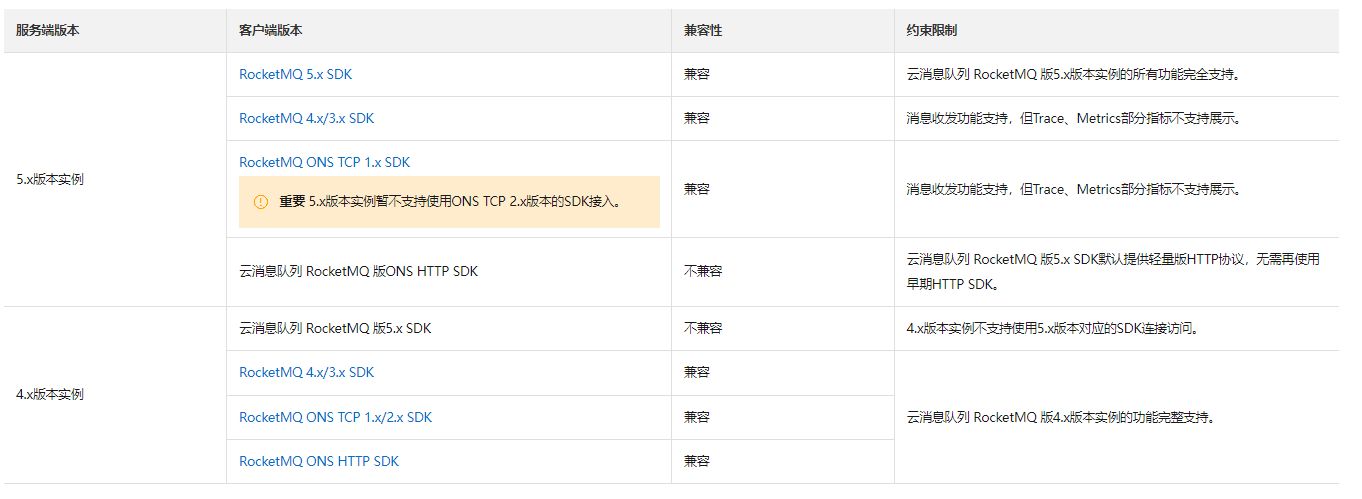 服务端版本 客户端版本 兼容性 约束限制
5.x版本实例
RocketMQ 5.x SDK 兼容 云消息队列 RocketMQ 版5.x版本实例的所有功能完全支持。
RocketMQ 4.x/3.x SDK 兼容 消息收发功能支持，但Trace、Metrics部分指标不支持展示。
RocketMQ ONS TCP 1.x SDK
重要 5.x版本实例暂不支持使用ONS TCP 2.x版本的SDK接入。
兼容 消息收发功能支持，但Trace、Metrics部分指标不支持展示。
云消息队列 RocketMQ 版ONS HTTP SDK 不兼容
云消息队列 RocketMQ 版5.x SDK默认提供轻量版HTTP协议，无需再使用
早期HTTP SDK。
4.x版本实例
云消息队列 RocketMQ 版5.x SDK 不兼容 4.x版本实例不支持使用5.x版本对应的SDK连接访问。
RocketMQ 4.x/3.x SDK 兼容
RocketMQ ONS TCP 1.x/2.x SDK 兼容 云消息队列 RocketMQ 版4.x版本实例的功能完整支持。
RocketMQ ONS HTTP SDK 兼容